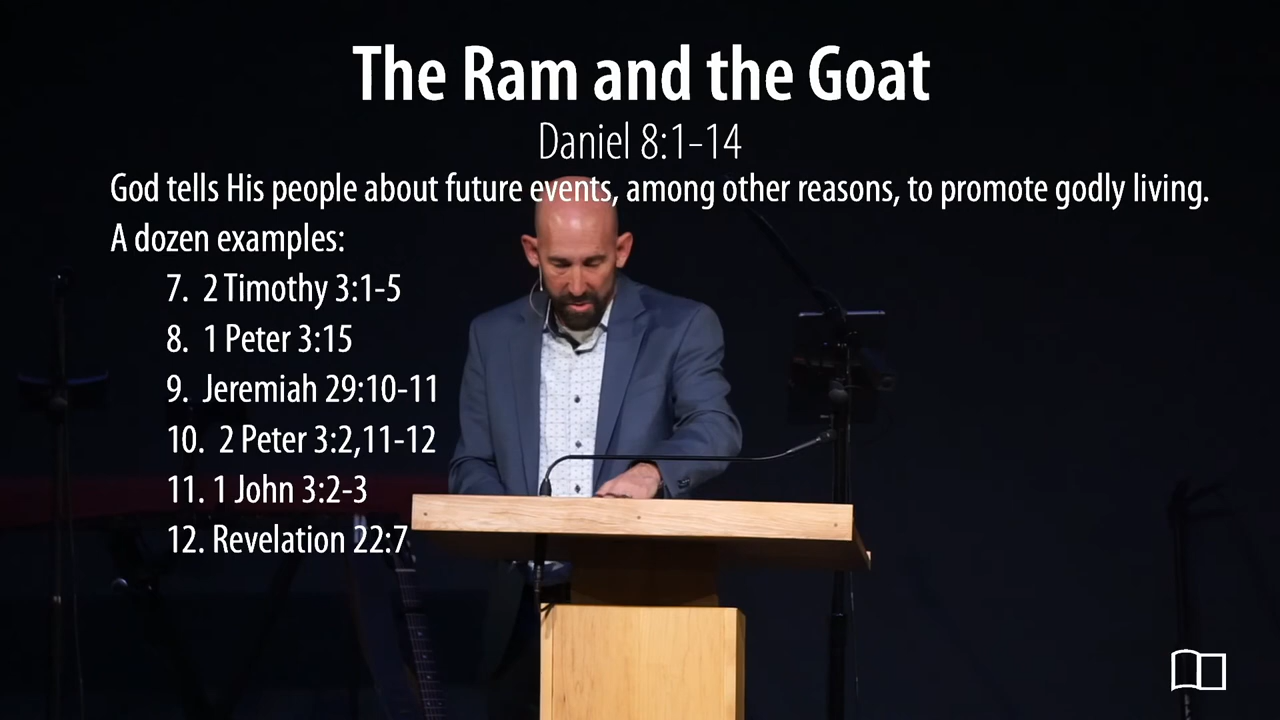 The Ram and the Goat
Daniel 8:1-14
God tells His people about future events, among other reasons, to promote godly living.
A dozen examples:
7. 2 Timothy 3:1-5
8. 1 Peter 3:15
9. Jeremiah 29:10-11
10. 2 Peter 3:2,11-12
11. 1 John 3:2-3
12. Revelation 22:7